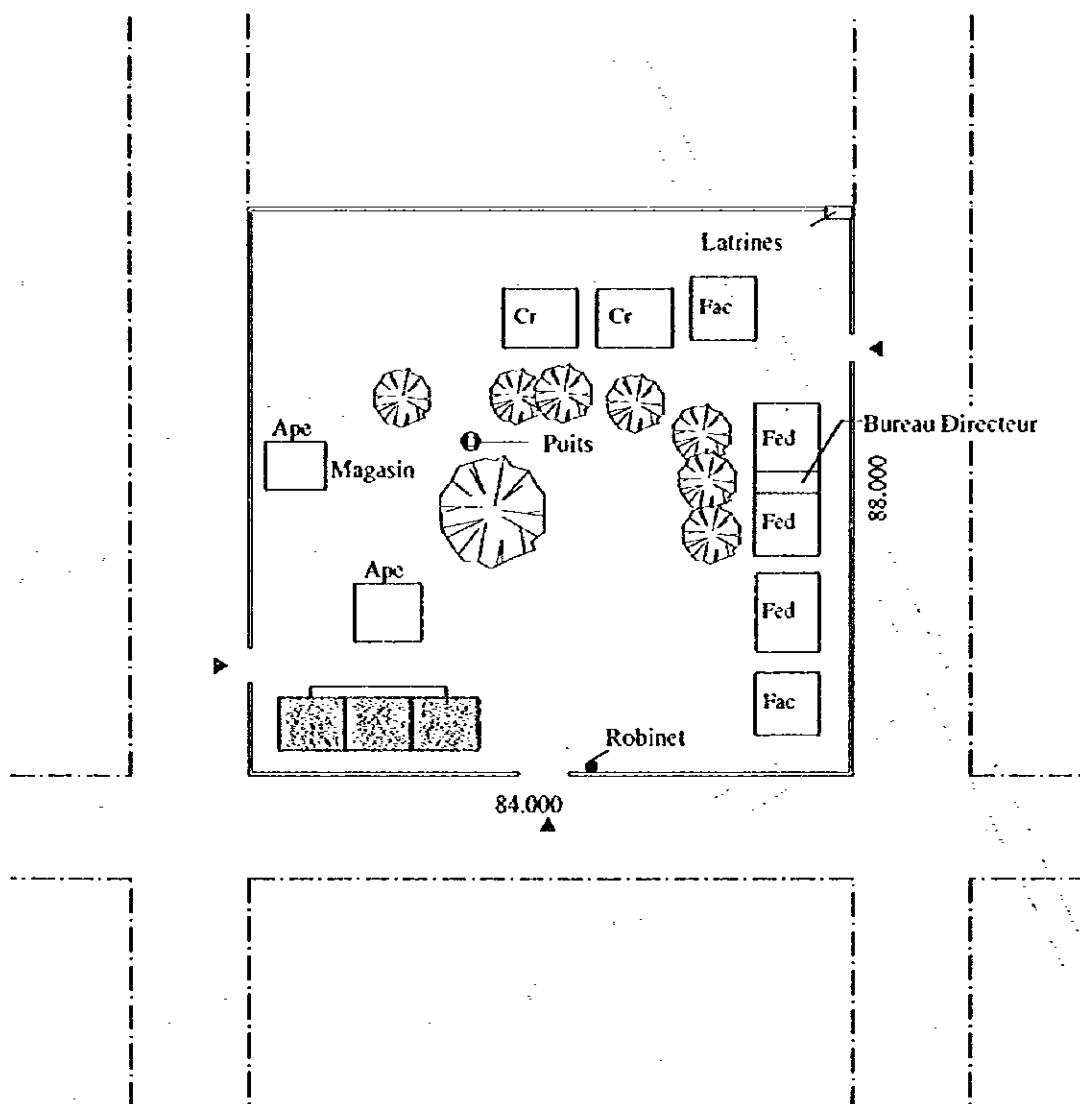 Latrines
Cr
Cr
Fac
Ape
Puits
Fed
Bureau Directeur
Magasin
88.000
Fed
Ape
Fed
Fac
Robinet
84.000